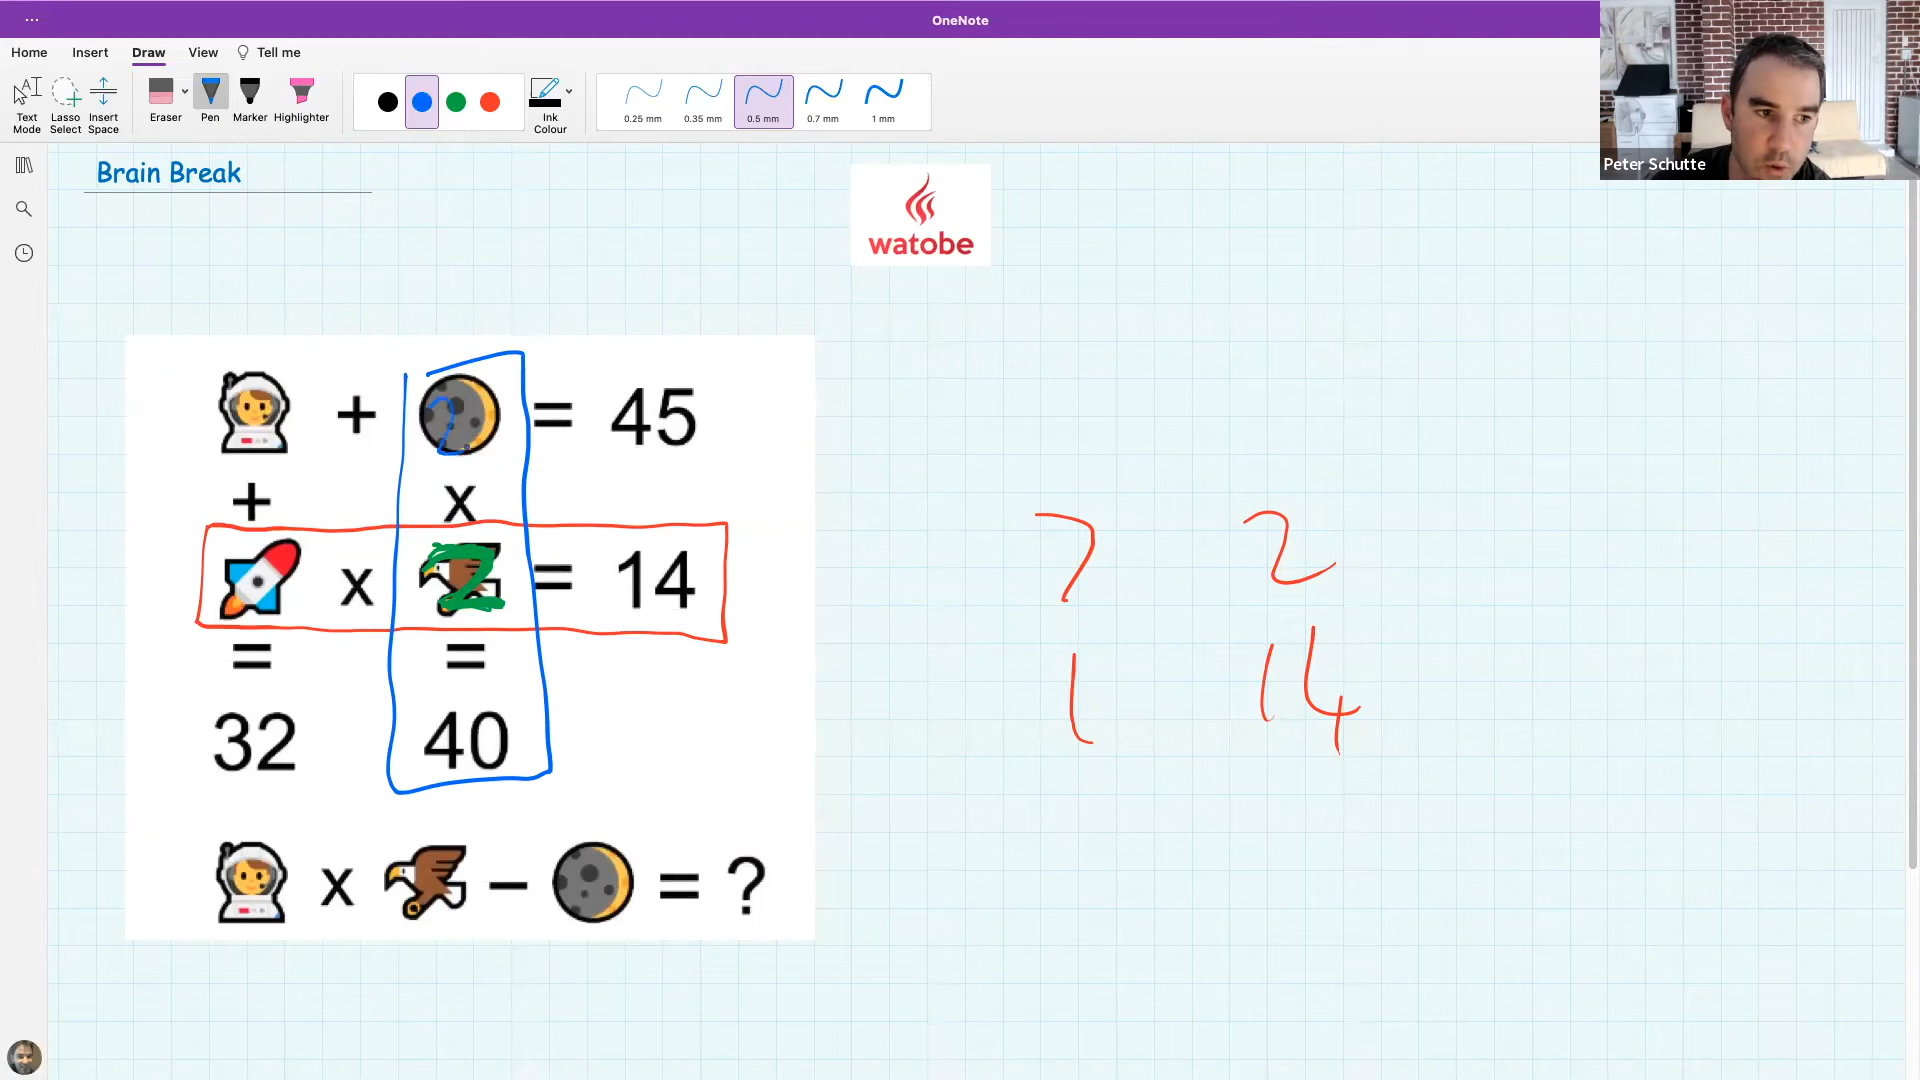 OneNote
Home Insert Draw View Tell me
Text Mode
Lasso Select
Insert Space
Eraser
Pen
Marker
Highlighter
Ink Colour
0.25 mm
0.35 mm
0.5 mm
0.7 mm
1 mm
Peter Schutte
Brain Break
watobe
+ 2 = 45
+ x
x 2 = 14
= =
32 40
x - = ?
7 2
1 14